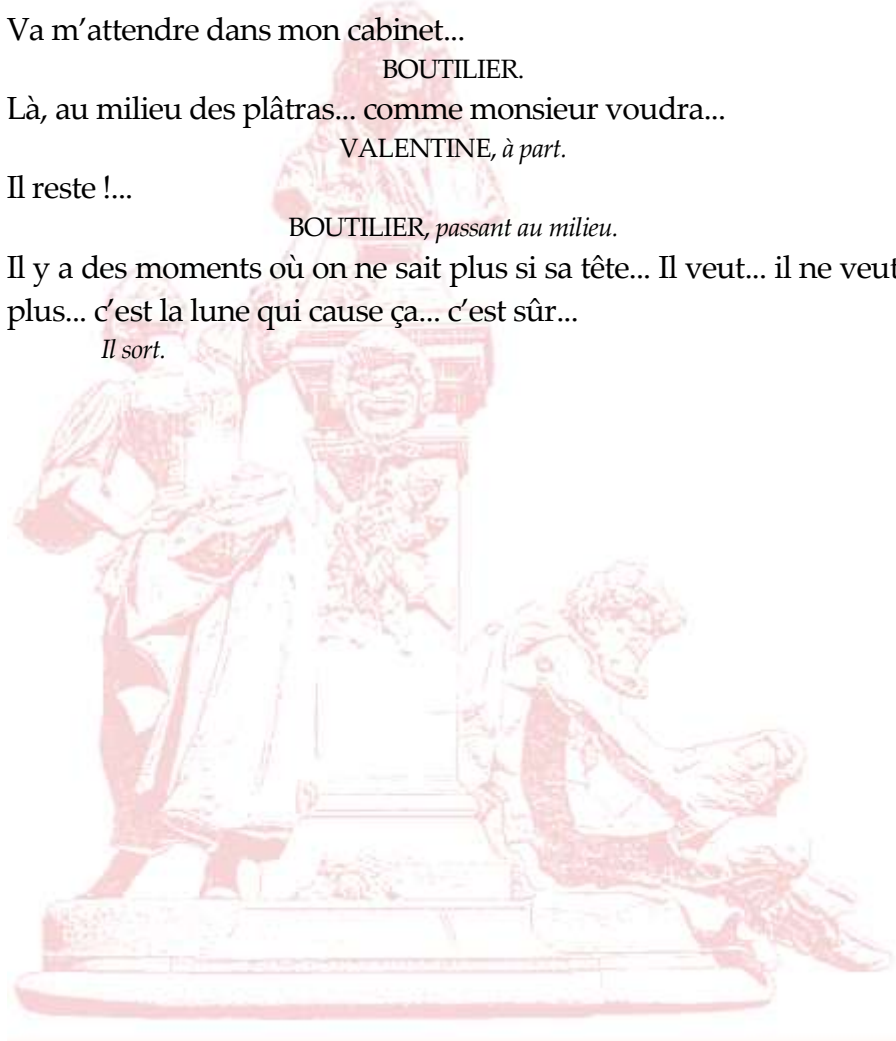 Va m’attendre dans mon cabinet...
BOUTILIER.
Là, au milieu des plâtras... comme monsieur voudra...
VALENTINE, à part.
Il reste !...
BOUTILIER, passant au milieu.
Il y a des moments où on ne sait plus si sa tête... Il veut... il ne veut
plus... c’est la lune qui cause ça... c’est sûr...
Il sort.